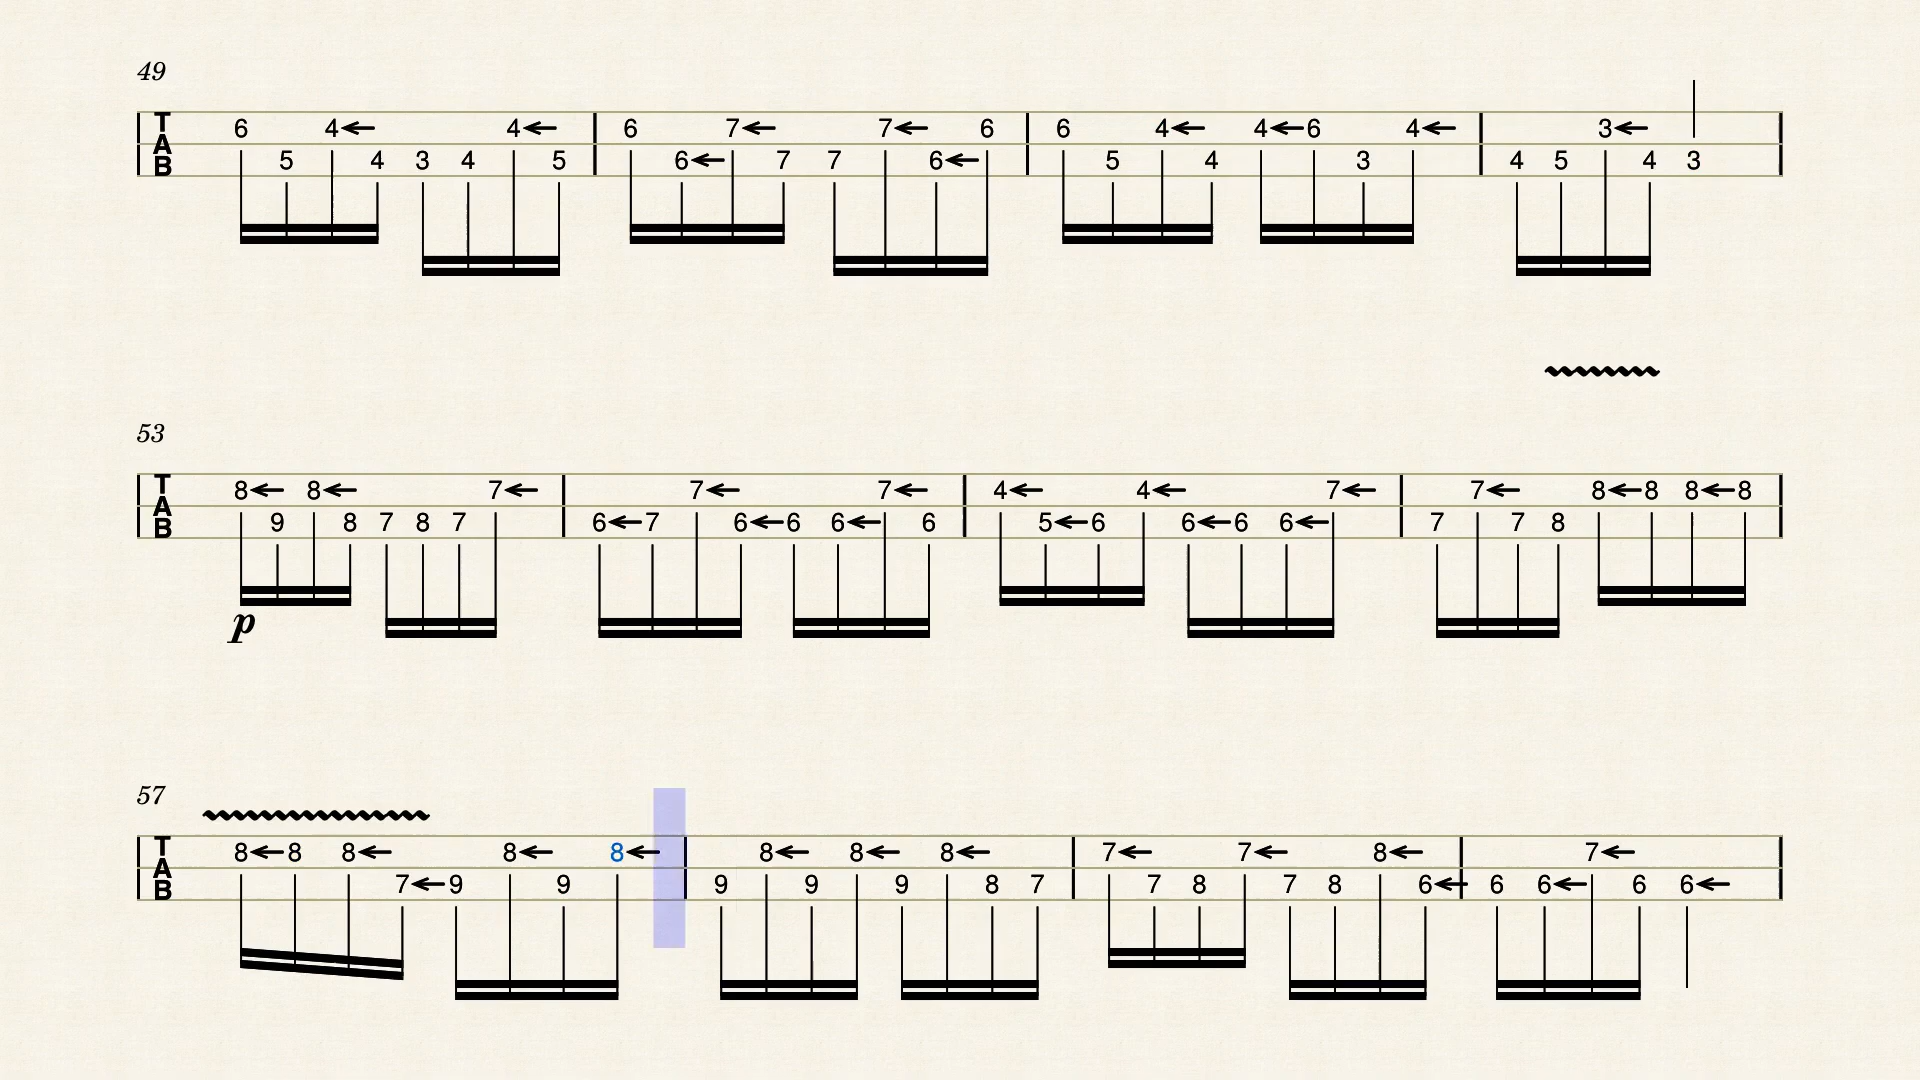 49
T 6 4← 4← 6 7← 7← 6 6 4← 4←6 4← 3←
A
B 5 4 3 4 5 6← 7 7 6← 5 4 3 4 5 4 3
53
T 8← 8← 7← 7← 7← 4← 4← 7← 7← 8←8 8←8
A
B 9 8 7 8 7 6←7 6←6 6← 6 5←6 6←6 6← 7 7 8
p
57
T 8←8 8← 8← 8← 8← 8← 8← 7← 7← 8← 7←
A
B 7←9 9 9 9 9 8 7 7 8 7 8 6← 6 6← 6 6←